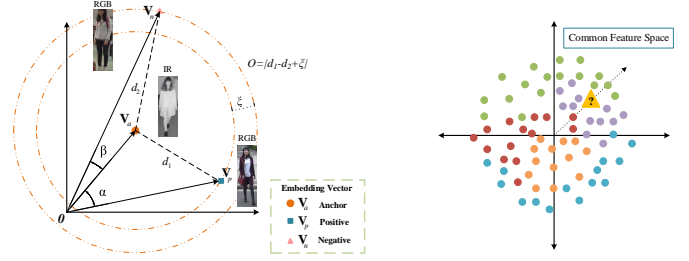 RGB
V_n
IR
O=|d_1-d_2+ξ|
d_2
ξ
V_a
RGB
β
d_1
V_p
α
0
Embedding Vector
V_a Anchor
V_p Positive
V_n Negative
Common Feature Space
?